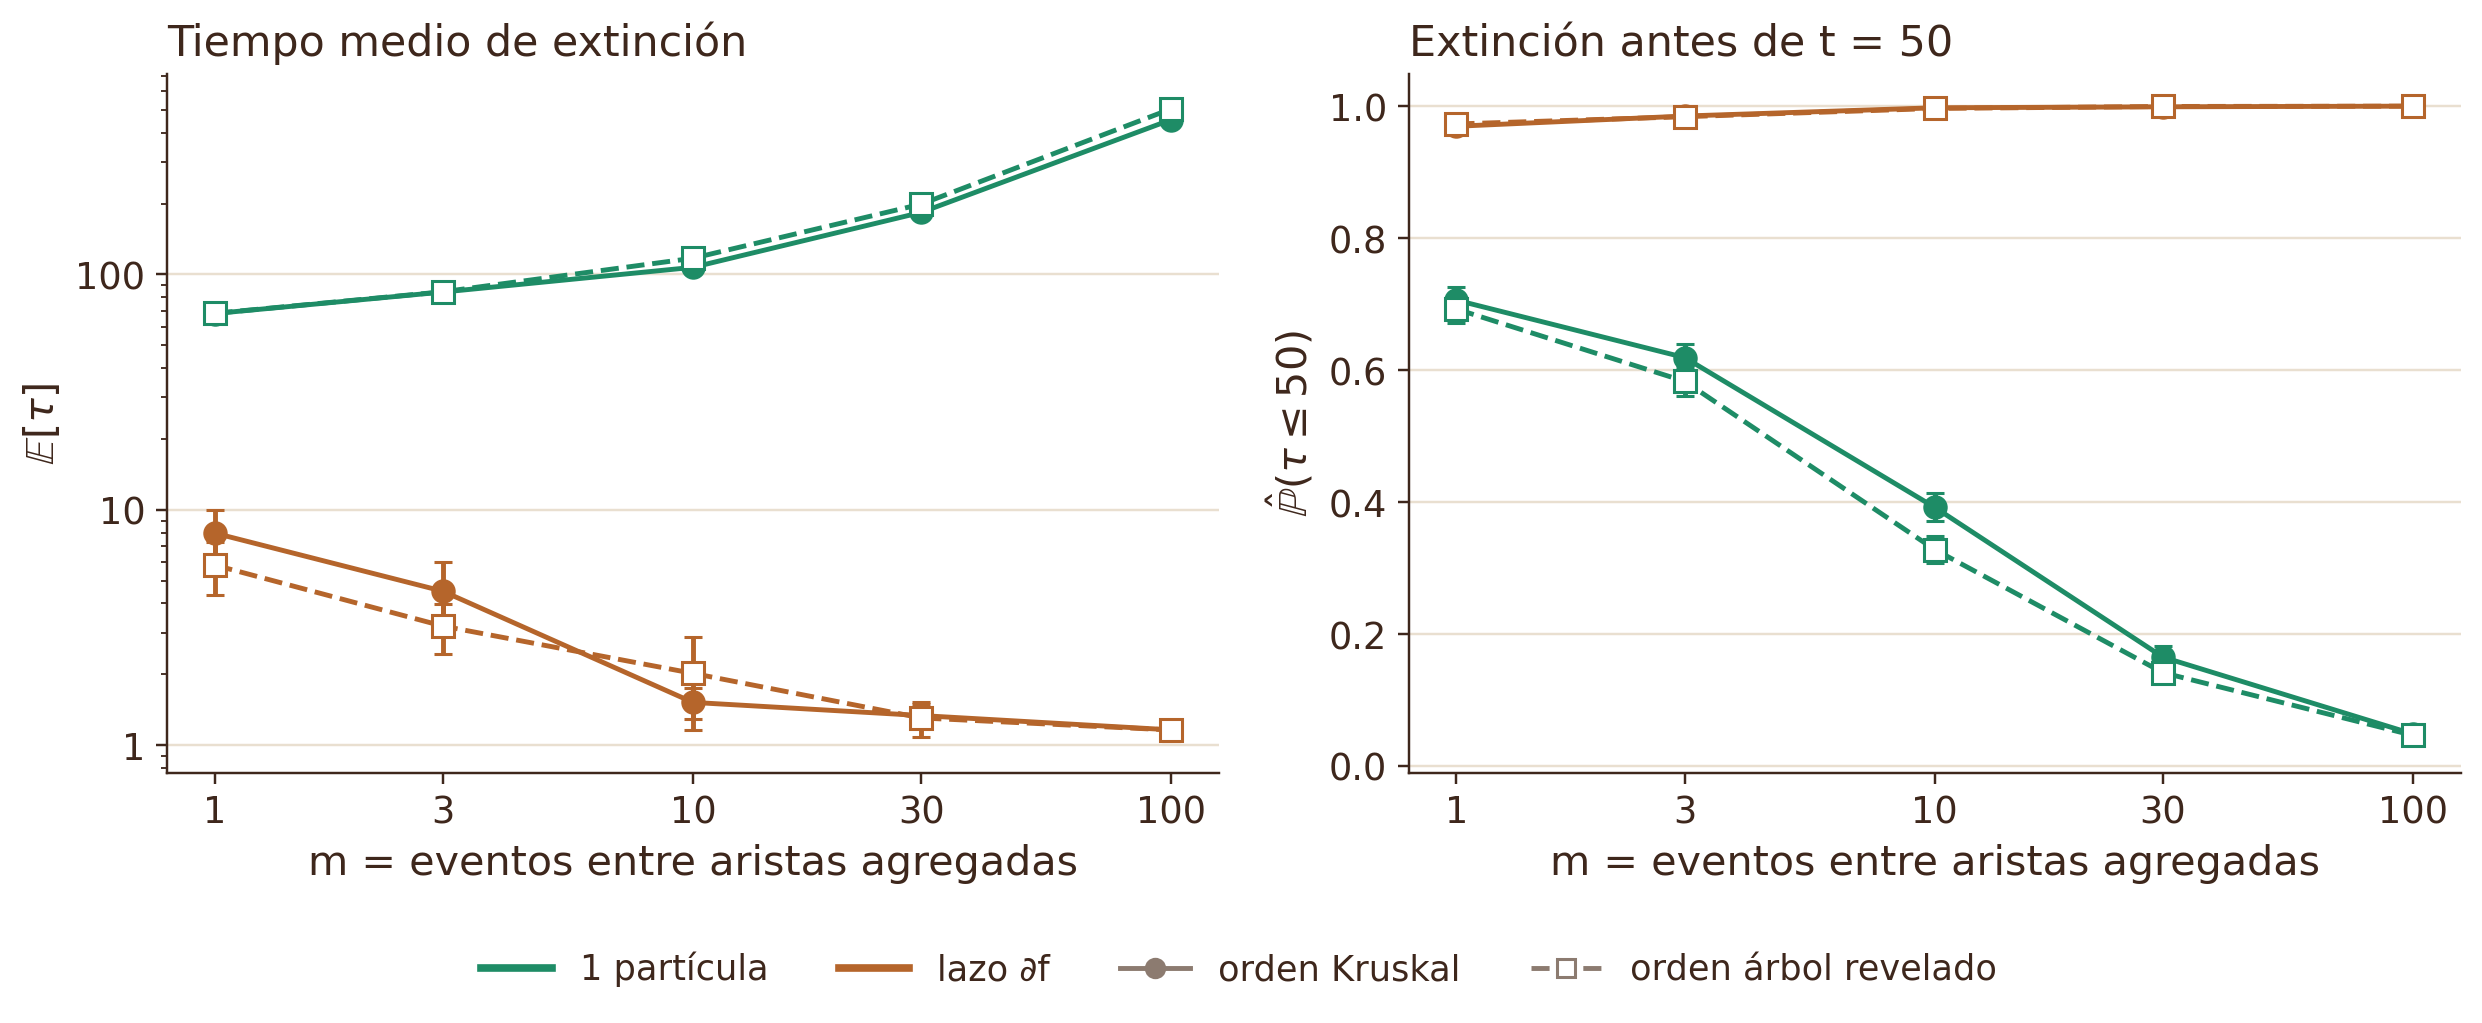 Tiempo medio de extinción
𝔼[τ]
100
10
1
1 3 10 30 100
m = eventos entre aristas agregadas
Extinción antes de t = 50
ℙ̂(τ ≤ 50)
1.0
0.8
0.6
0.4
0.2
0.0
1 3 10 30 100
m = eventos entre aristas agregadas
1 partícula
lazo ∂f
orden Kruskal
orden árbol revelado